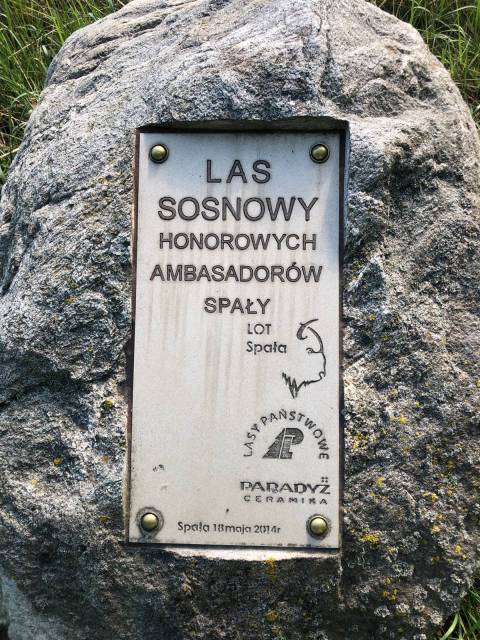 LAS
SOSNOWY
HONOROWYCH
AMBASADORÓW
SPAŁY
LOT
Spała
LASY PAŃSTWOWE
PARADYŻ
CERAMIKA
Spała 18 maja 2014r